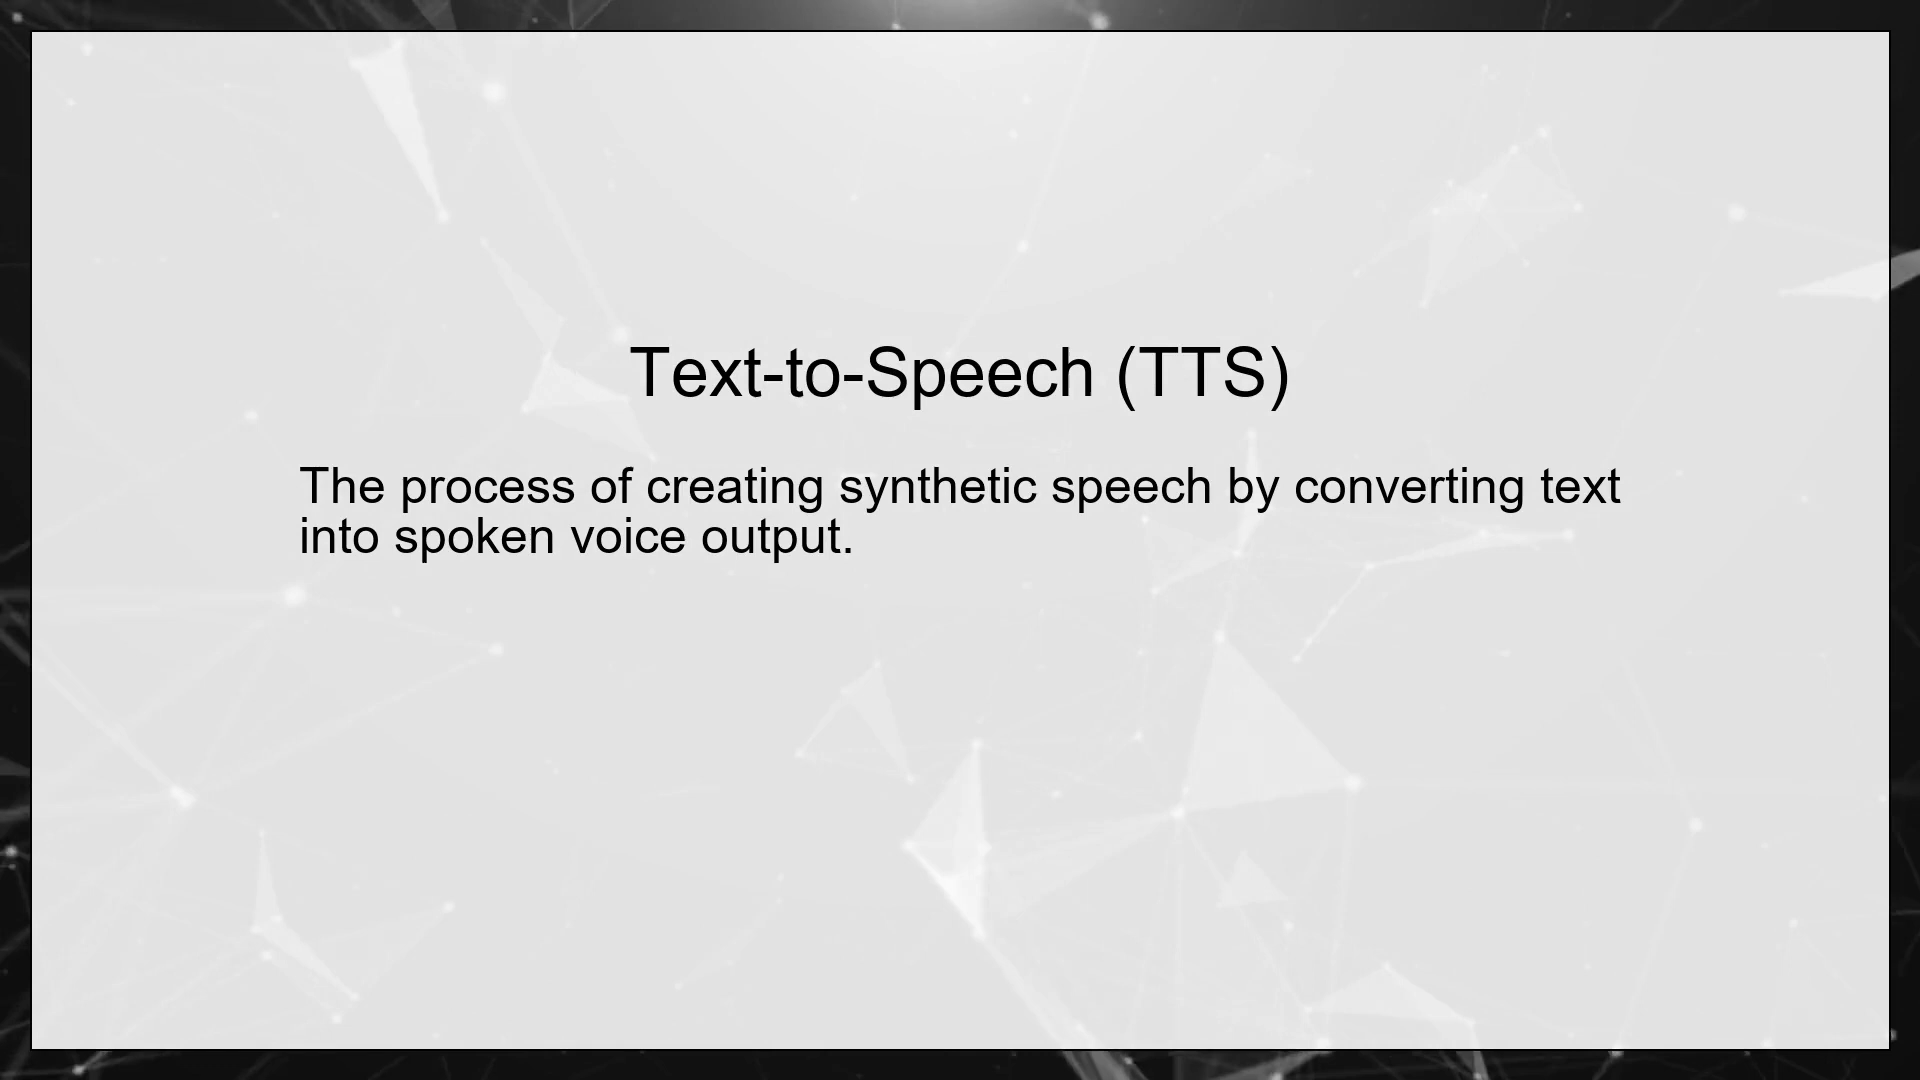 Text-to-Speech (TTS)
The process of creating synthetic speech by converting text
into spoken voice output.